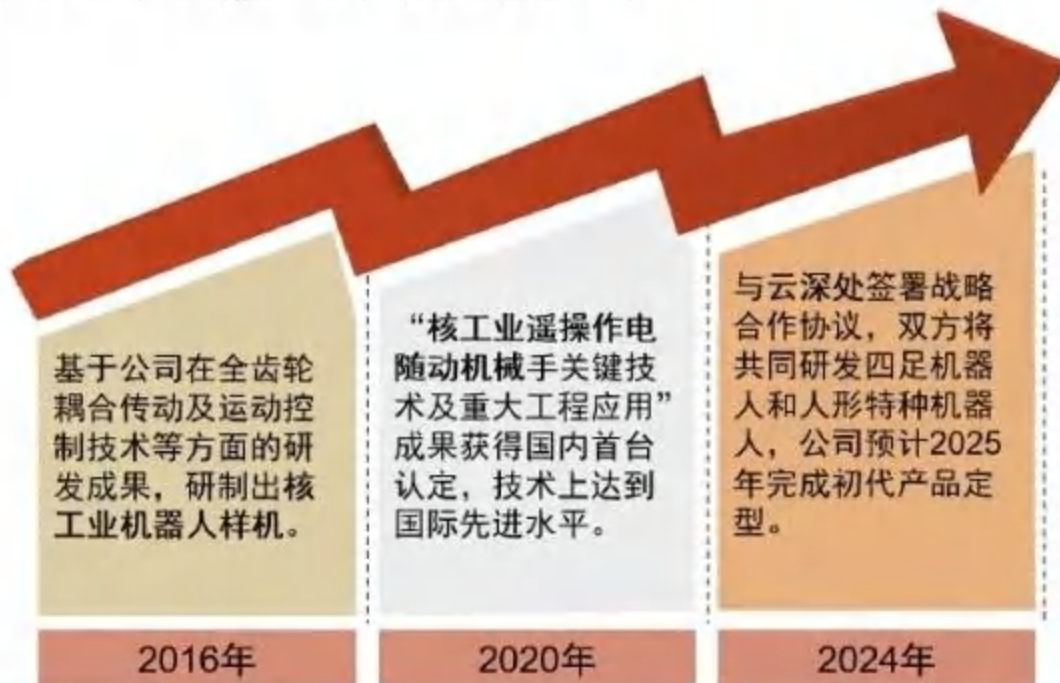 基于公司在全齿轮
耦合传动及运动控
制技术等方面的研
发成果，研制出核
工业机器人样机。
2016年
“核工业遥操作电
随动机械手关键技
术及重大工程应用”
成果获得国内首台
认定，技术上达到
国际先进水平。
2020年
与云深处签署战略
合作协议，双方将
共同研发四足机器
人和人形特种机器
人，公司预计2025
年完成初代产品定
型。
2024年